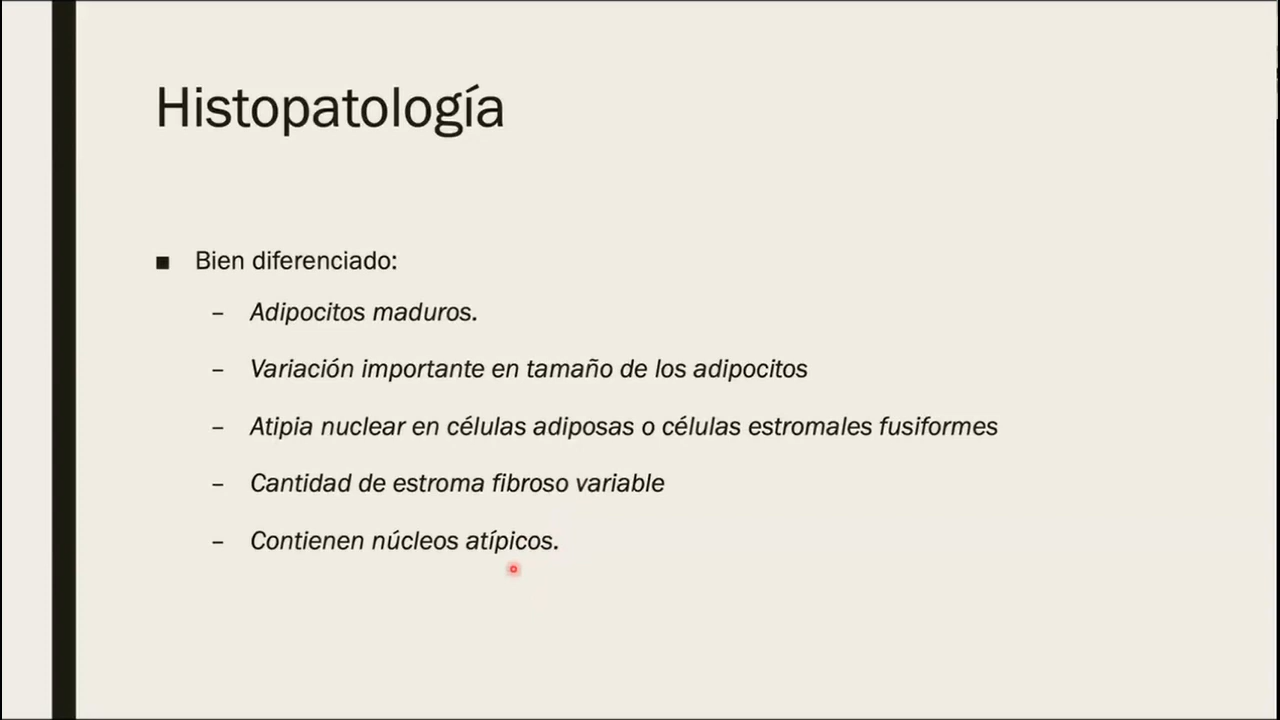 Histopatología
■ Bien diferenciado:
– Adipocitos maduros.
– Variación importante en tamaño de los adipocitos
– Atipia nuclear en células adiposas o células estromales fusiformes
– Cantidad de estroma fibroso variable
– Contienen núcleos atípicos.